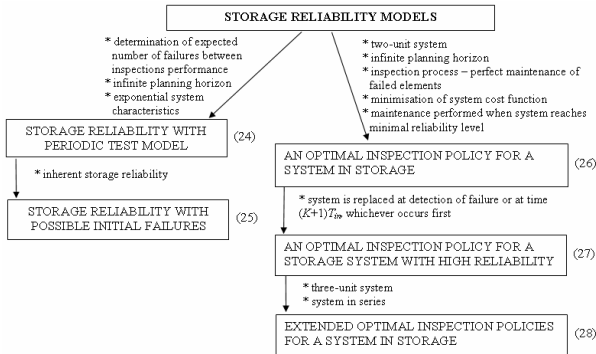 STORAGE RELIABILITY MODELS
* determination of expected
number of failures between
inspections performance
* infinite planning horizon
* exponential system
characteristics
* two-unit system
* infinite planning horizon
* inspection process – perfect maintenance of
failed elements
* minimisation of system cost function
* maintenance performed when system reaches
minimal reliability level
STORAGE RELIABILITY WITH
PERIODIC TEST MODEL
(24)
* inherent storage reliability
STORAGE RELIABILITY WITH
POSSIBLE INITIAL FAILURES
(25)
AN OPTIMAL INSPECTION POLICY FOR A
SYSTEM IN STORAGE
(26)
* system is replaced at detection of failure or at time
(K+1)Tin, whichever occurs first
AN OPTIMAL INSPECTION POLICY FOR A
STORAGE SYSTEM WITH HIGH RELIABILITY
(27)
* three-unit system
* system in series
EXTENDED OPTIMAL INSPECTION POLICIES
FOR A SYSTEM IN STORAGE
(28)